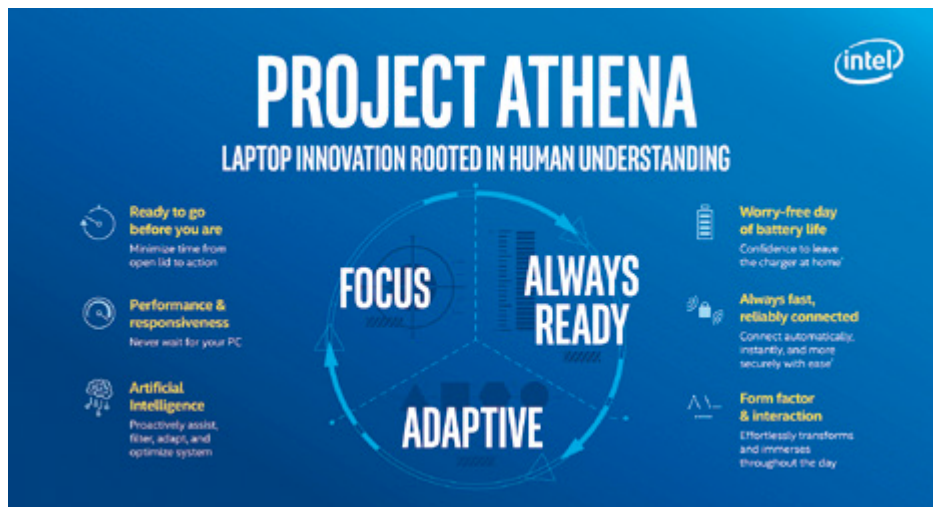 intel
PROJECT ATHENA
LAPTOP INNOVATION ROOTED IN HUMAN UNDERSTANDING
Ready to go
before you are
Minimize time from
open lid to action
Performance &
responsiveness
Never wait for your PC
Artificial
Intelligence
Proactively assist,
filter, adapt, and
optimize system
FOCUS
ALWAYS
READY
ADAPTIVE
Worry-free day
of battery life
Confidence to leave
the charger at home*
Always fast,
reliably connected
Connect automatically,
instantly, and more
securely with ease*
Form factor
& interaction
Effortlessly transforms
and immerses
throughout the day